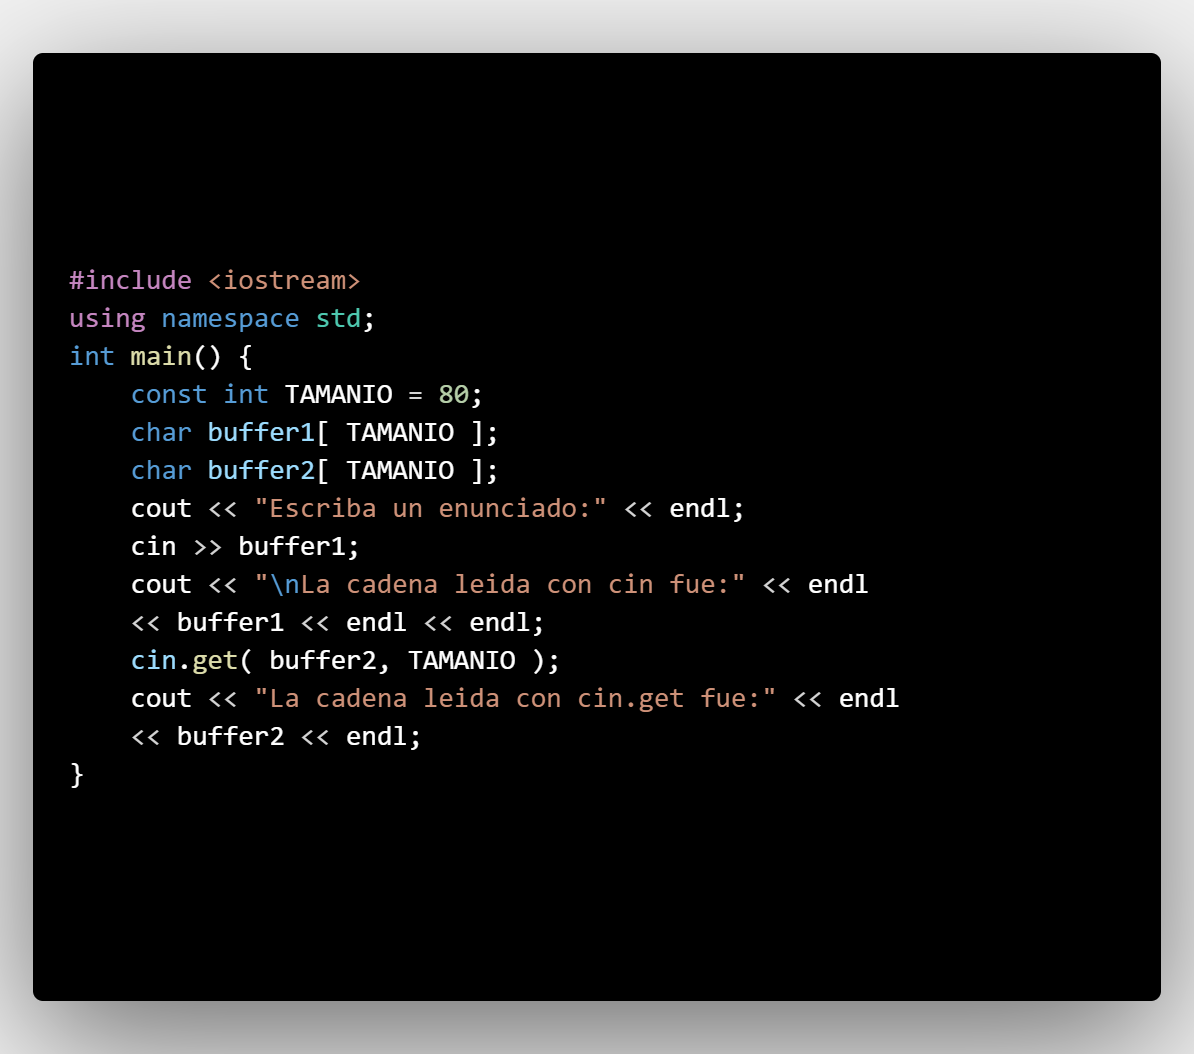 #include <iostream>
using namespace std;
int main() {
    const int TAMANIO = 80;
    char buffer1[ TAMANIO ];
    char buffer2[ TAMANIO ];
    cout << "Escriba un enunciado:" << endl;
    cin >> buffer1;
    cout << "\nLa cadena leida con cin fue:" << endl
    << buffer1 << endl << endl;
    cin.get( buffer2, TAMANIO );
    cout << "La cadena leida con cin.get fue:" << endl
    << buffer2 << endl;
}